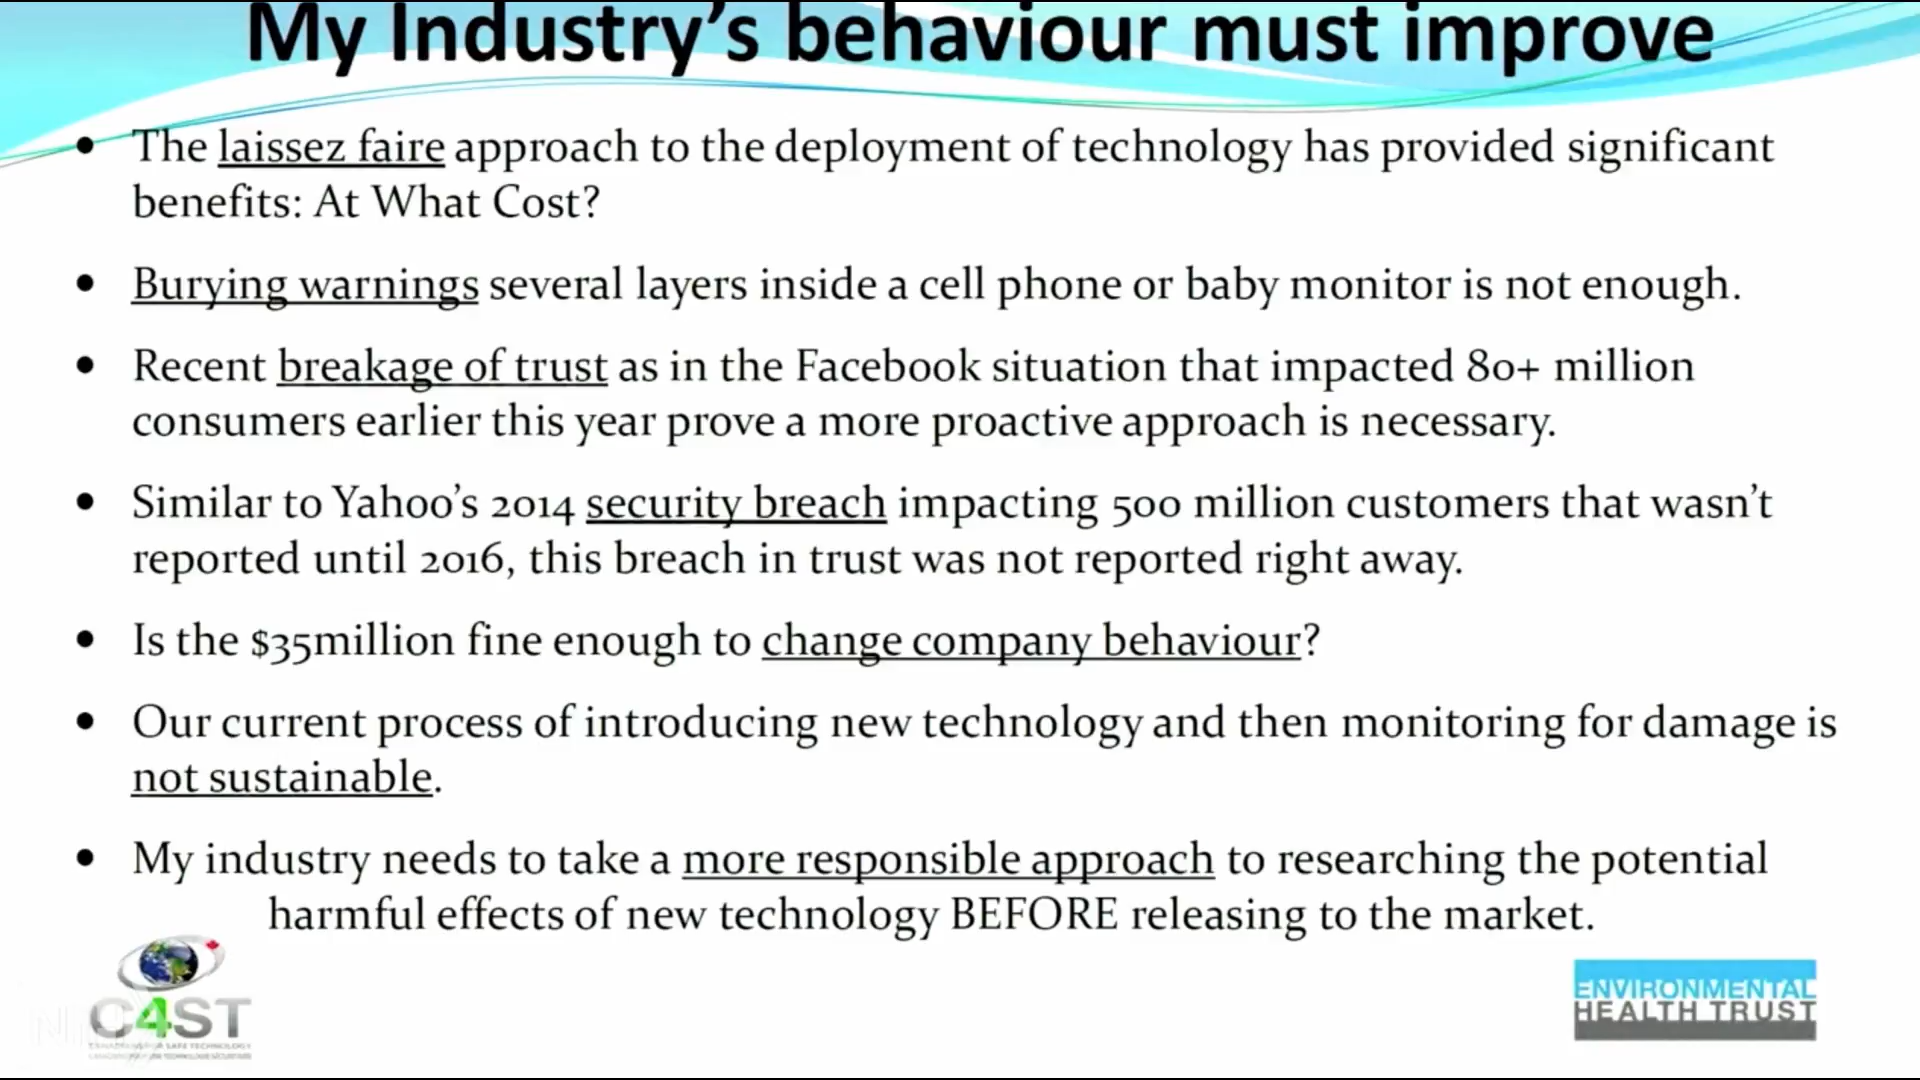 My Industry's behaviour must improve
• The laissez faire approach to the deployment of technology has provided significant
benefits: At What Cost?
• Burying warnings several layers inside a cell phone or baby monitor is not enough.
• Recent breakage of trust as in the Facebook situation that impacted 80+ million
consumers earlier this year prove a more proactive approach is necessary.
• Similar to Yahoo's 2014 security breach impacting 500 million customers that wasn't
reported until 2016, this breach in trust was not reported right away.
• Is the $35million fine enough to change company behaviour?
• Our current process of introducing new technology and then monitoring for damage is
not sustainable.
• My industry needs to take a more responsible approach to researching the potential
harmful effects of new technology BEFORE releasing to the market.
C4ST
CANADIANS FOR SAFE TECHNOLOGY
ENVIRONMENTAL
HEALTH TRUST